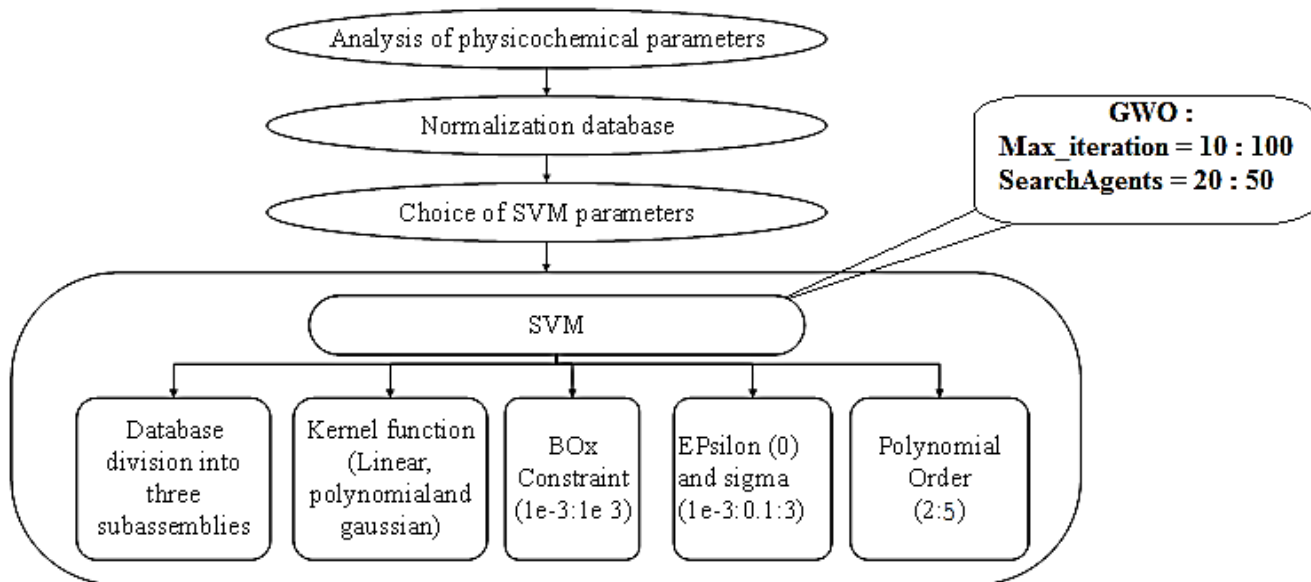 Analysis of physicochemical parameters
Normalization database
Choice of SVM parameters
GWO :
Max_iteration = 10 : 100
SearchAgents = 20 : 50
SVM
Database
division into
three
subassemblies
Kernel function
(Linear,
polynomialand
gaussian)
BOx
Constraint
(1e-3:1e 3)
EPsilon (0)
and sigma
(1e-3:0.1:3)
Polynomial
Order
(2:5)